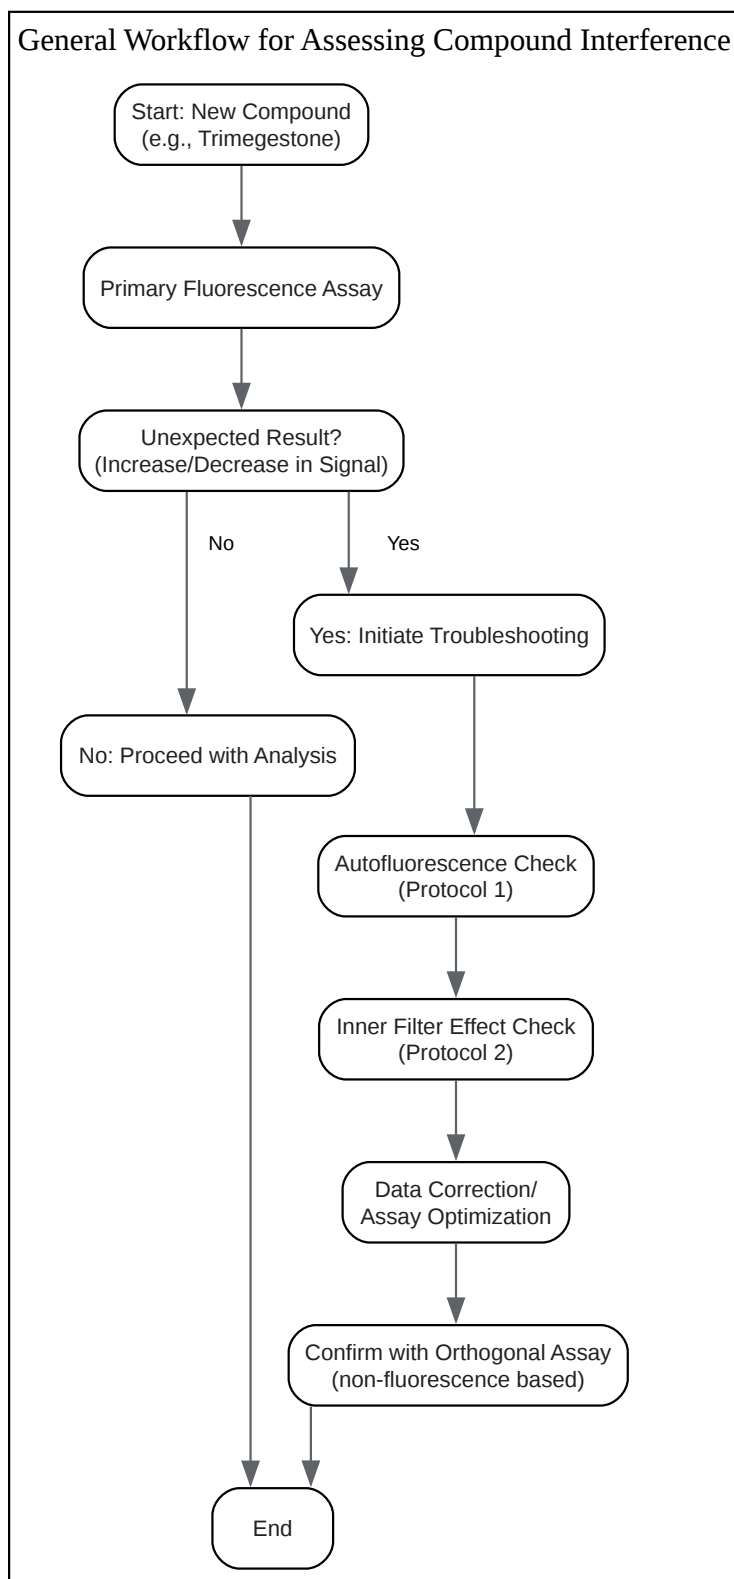 General Workflow for Assessing Compound Interference
Start: New Compound
(e.g., Trimegestone)
Primary Fluorescence Assay
Unexpected Result?
(Increase/Decrease in Signal)
No
Yes
Yes: Initiate Troubleshooting
No: Proceed with Analysis
Autofluorescence Check
(Protocol 1)
Inner Filter Effect Check
(Protocol 2)
Data Correction/
Assay Optimization
Confirm with Orthogonal Assay
(non-fluorescence based)
End